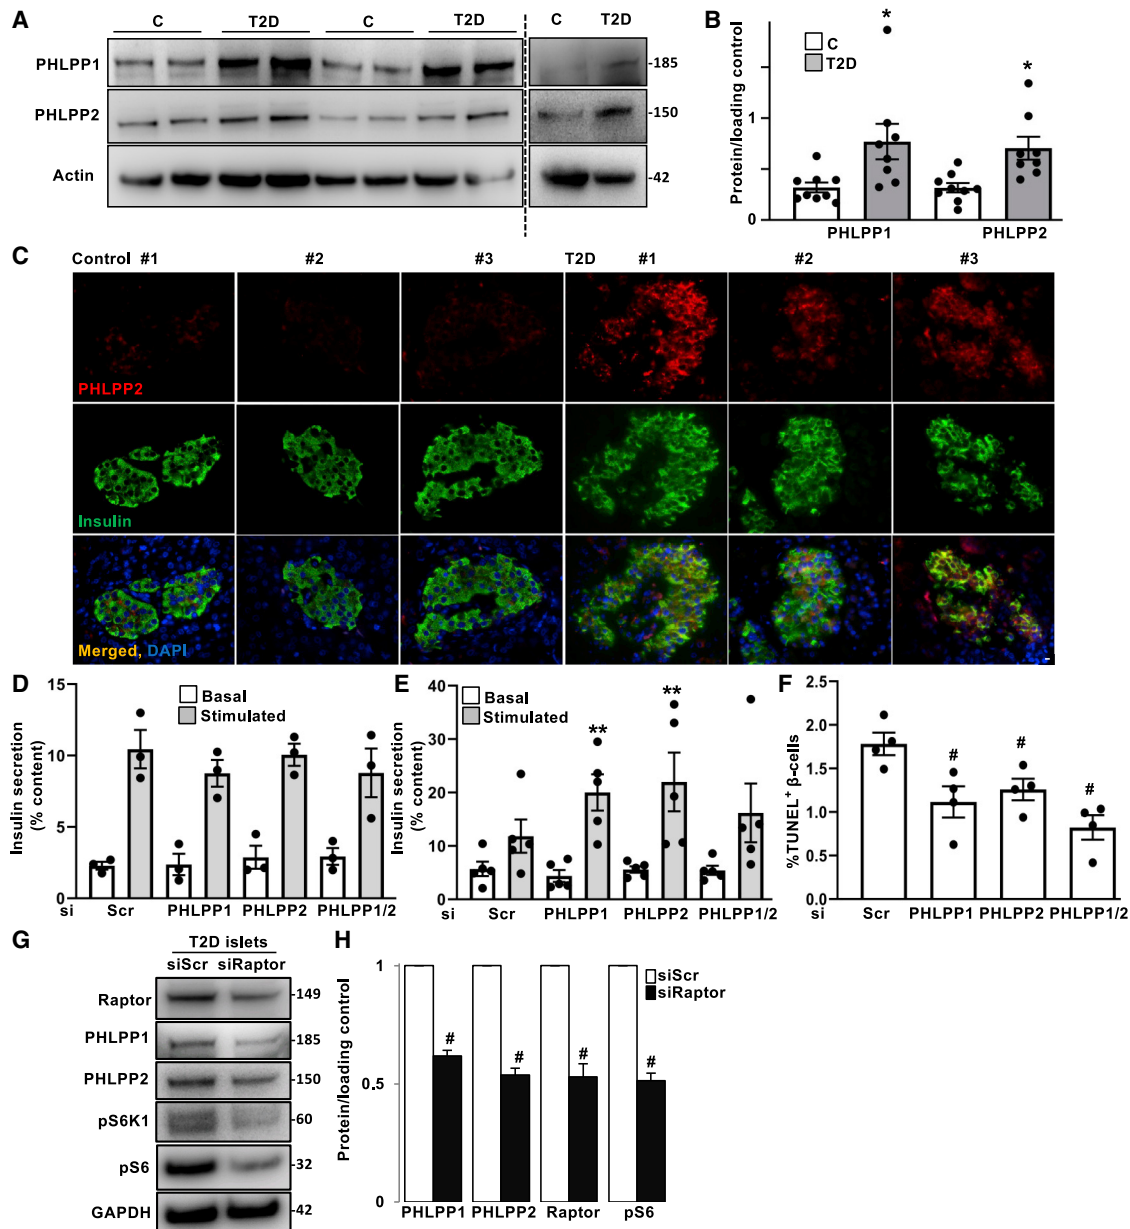 A
C T2D C T2D C T2D
PHLPP1 -185
PHLPP2 -150
Actin -42
B
Protein/loading control
C
T2D
1
0
* *
PHLPP1 PHLPP2
C
Control #1 #2 #3 T2D #1 #2 #3
PHLPP2
Insulin
Merged, DAPI
D
Insulin secretion
(% content)
15
10
5
0
Basal
Stimulated
si Scr PHLPP1 PHLPP2 PHLPP1/2
E
Insulin secretion
(% content)
40
30
20
10
0
Basal
Stimulated
** **
si Scr PHLPP1 PHLPP2 PHLPP1/2
F
%TUNEL+ β-cells
2.5
2.0
1.5
1.0
0.5
0.0
# # #
si Scr PHLPP1 PHLPP2 PHLPP1/2
G
T2D islets
siScr siRaptor
Raptor -149
PHLPP1 -185
PHLPP2 -150
pS6K1 -60
pS6 -32
GAPDH -42
H
Protein/loading control
1
0.5
0
siScr
siRaptor
# # # #
PHLPP1 PHLPP2 Raptor pS6